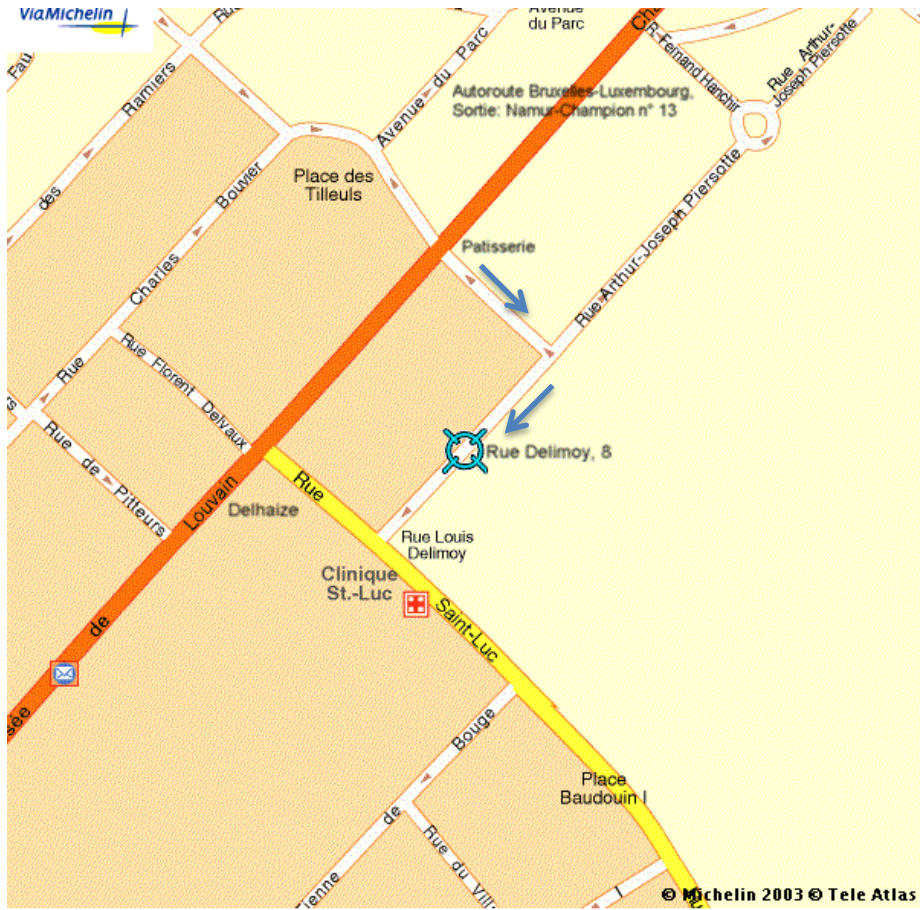 ViaMichelin
Avenue
du Parc
R. Fernand Hanchir
Rue Arthur-
Joseph Piersotte
Autoroute Bruxelles-Luxembourg,
Sortie: Namur-Champion n° 13
Avenue du Parc
des Ramiers
Place des
Tilleuls
Rue Charles Bouvier
Patisserie
Rue Arthur-Joseph Piersotte
Rue Florent Delvaux
Rue Delimoy, 8
Rue de Pitteurs
de Louvain
Delhaize
Rue Saint-Luc
Rue Louis
Delimoy
Clinique
St.-Luc
de Bouge
Place
Baudouin I
Rue du
© Michelin 2003 © Tele Atlas